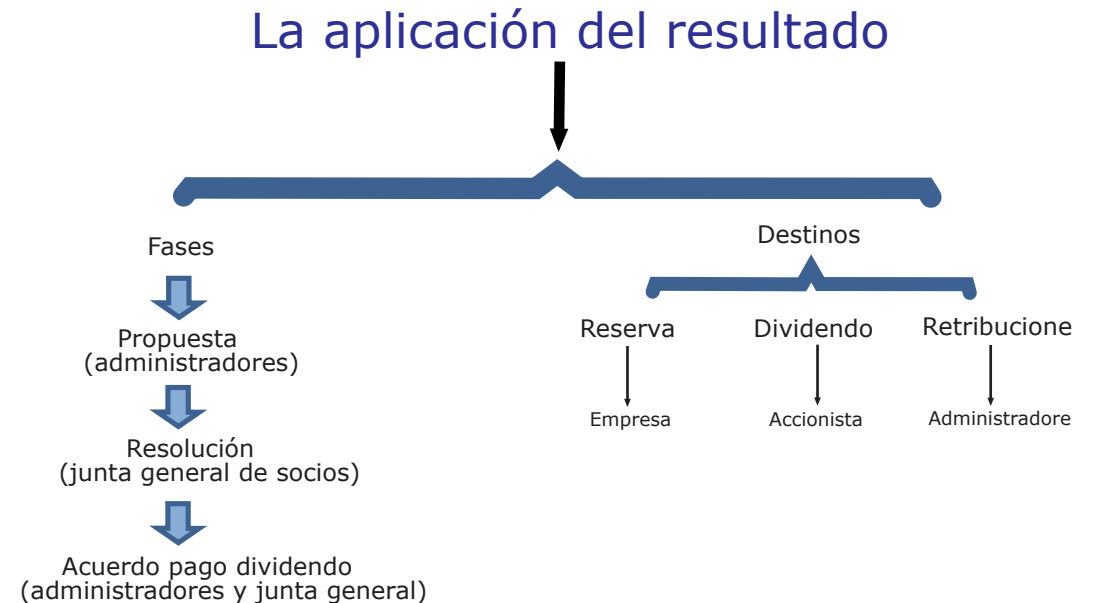 La aplicación del resultado
Fases
Propuesta
(administradores)
Resolución
(junta general de socios)
Acuerdo pago dividendo
(administradores y junta general)
Destinos
Reserva
Dividendo
Retribucione
Empresa
Accionista
Administradore